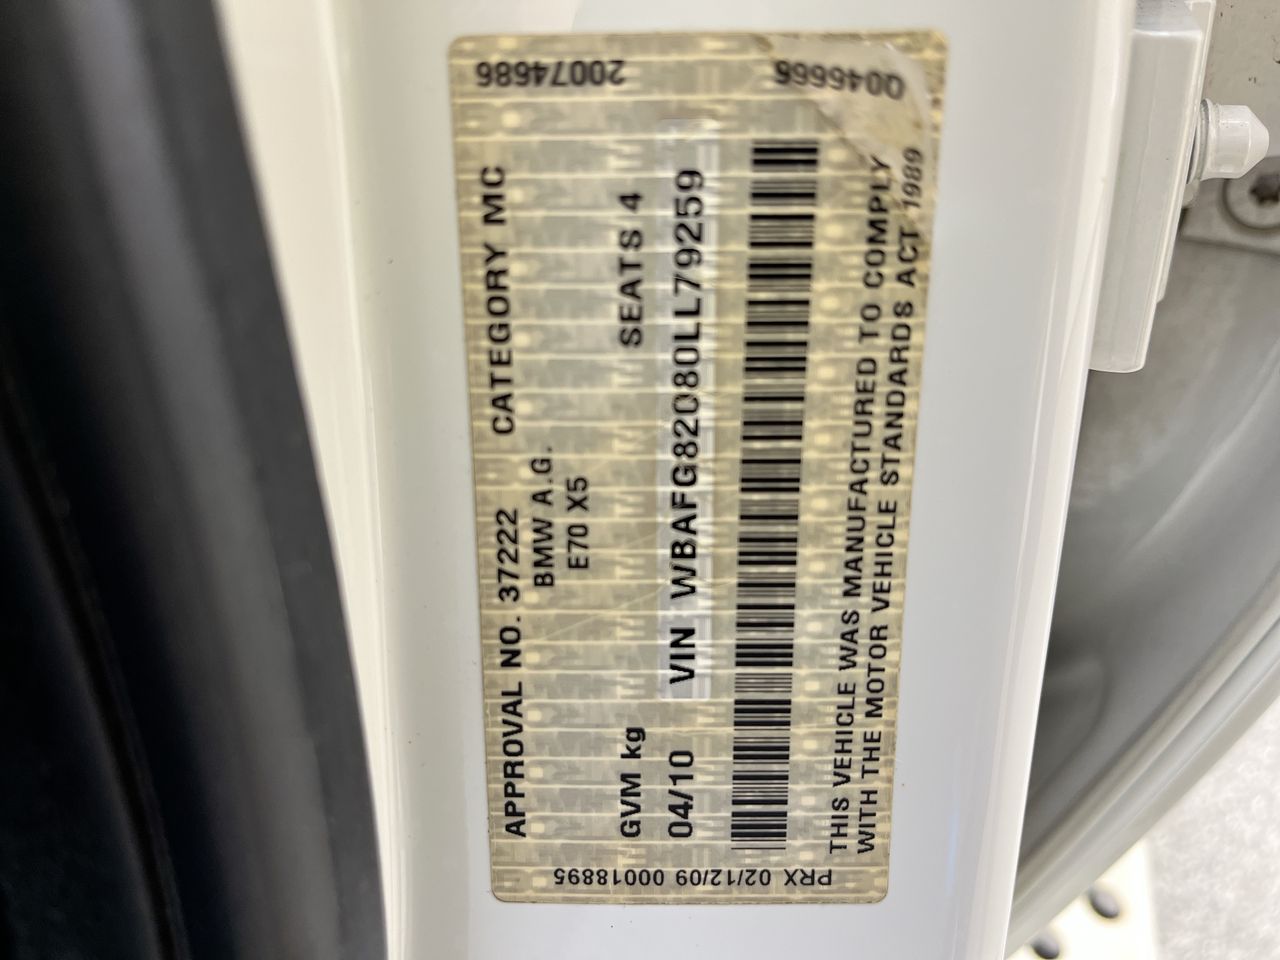 20074686
Q046665
APPROVAL NO. 37222 CATEGORY MC
BMW A.G.
E70 X5
GVM kg SEATS 4
04/10 VIN WBAFG82080LL79259
THIS VEHICLE WAS MANUFACTURED TO COMPLY
WITH THE MOTOR VEHICLE STANDARDS ACT 1989
PRX 02/12/09 00018895